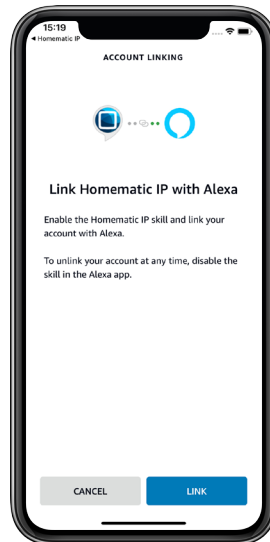 15:19
◀ Homematic IP
ACCOUNT LINKING
Link Homematic IP with Alexa
Enable the Homematic IP skill and link your
account with Alexa.
To unlink your account at any time, disable the
skill in the Alexa app.
CANCEL
LINK